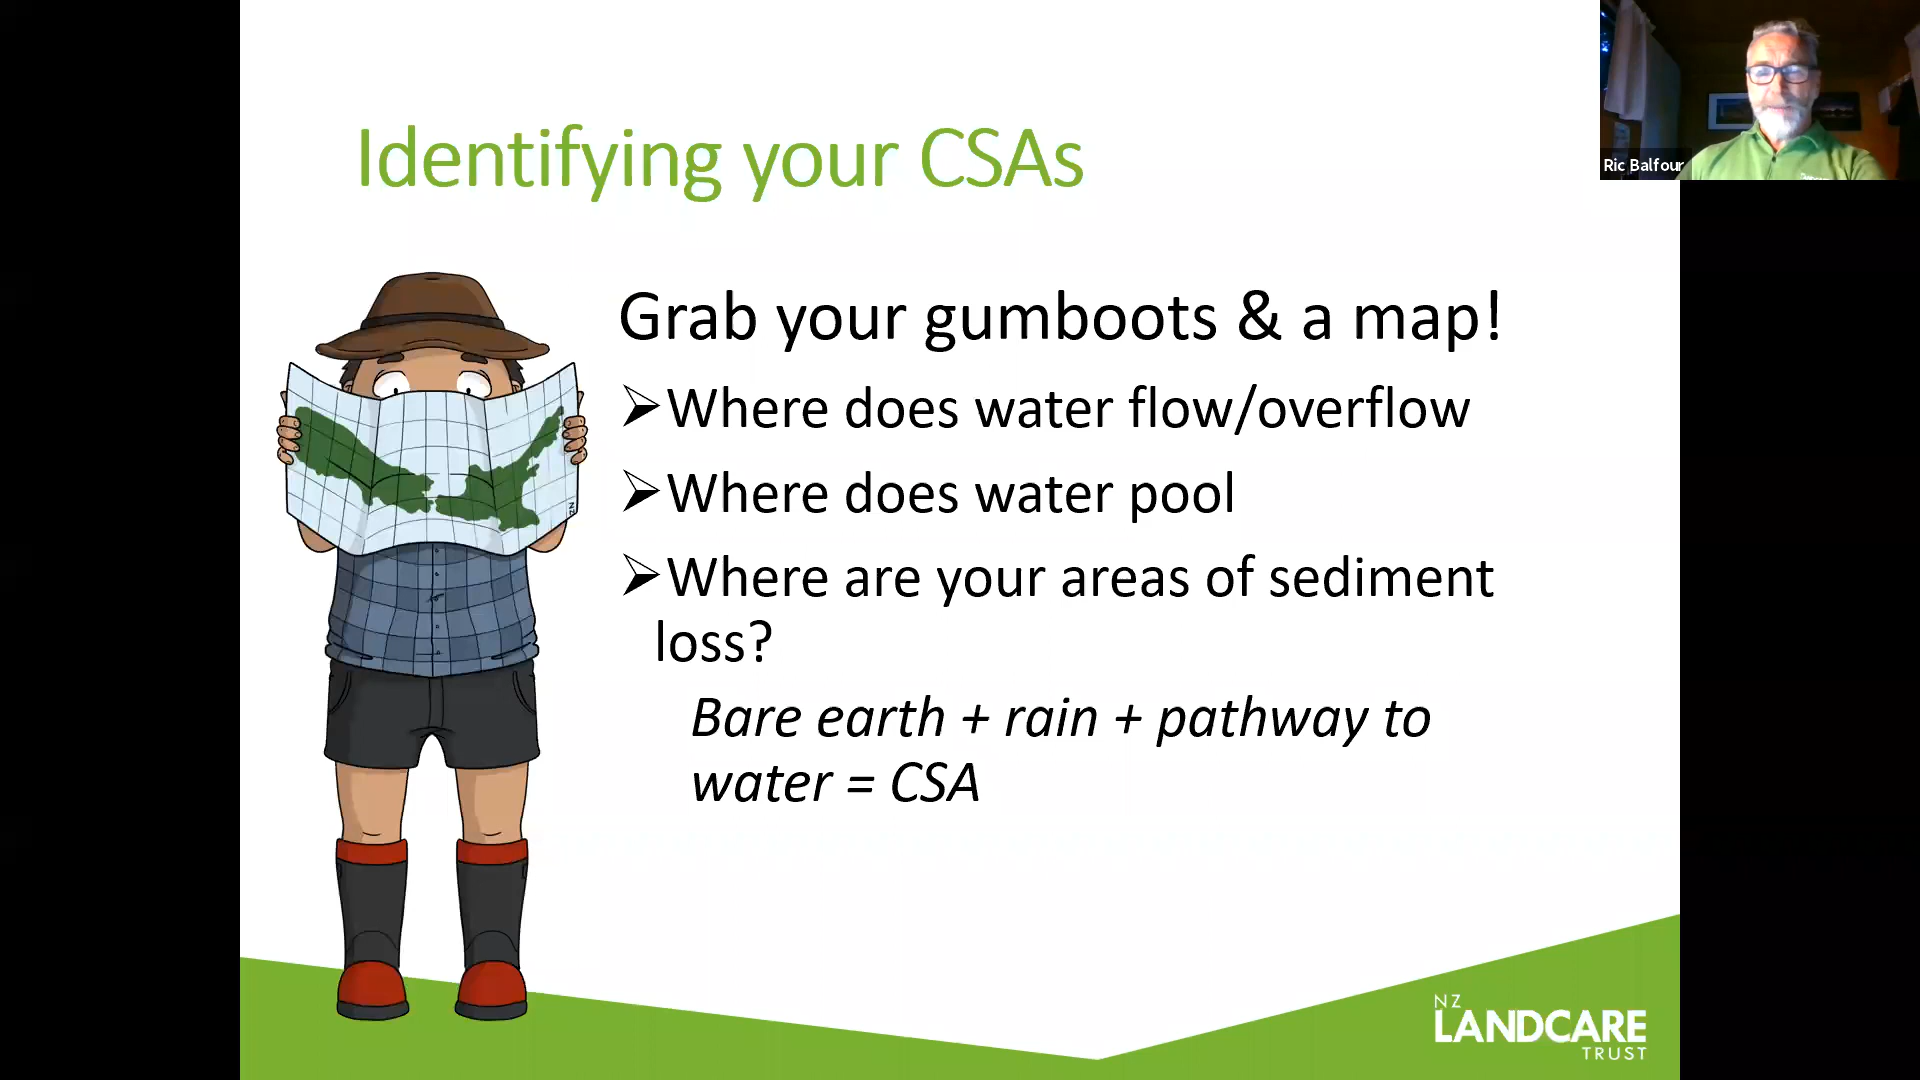 Identifying your CSAs
Ric Balfour
Grab your gumboots & a map!
➢Where does water flow/overflow
➢Where does water pool
➢Where are your areas of sediment
loss?
Bare earth + rain + pathway to
water = CSA
NZ
NZ
LANDCARE
TRUST